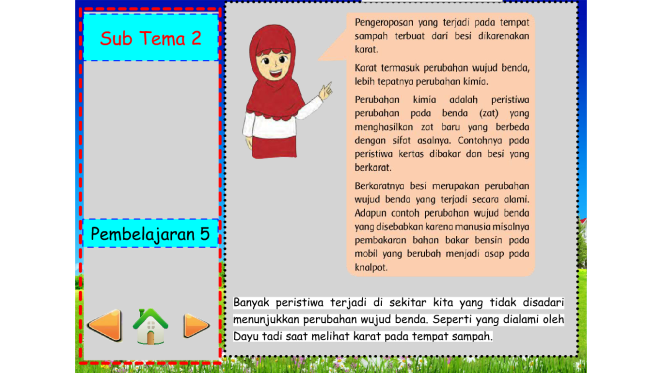 Sub Tema 2
Pembelajaran 5
Pengeroposan yang terjadi pada tempat
sampah terbuat dari besi dikarenakan
karat.
Karat termasuk perubahan wujud benda,
lebih tepatnya perubahan kimia.
Perubahan kimia adalah peristiwa
perubahan pada benda (zat) yang
menghasilkan zat baru yang berbeda
dengan sifat asalnya. Contohnya pada
peristiwa kertas dibakar dan besi yang
berkarat.
Berkaratnya besi merupakan perubahan
wujud benda yang terjadi secara alami.
Adapun contoh perubahan wujud benda
yang disebabkan karena manusia misalnya
pembakaran bahan bakar bensin pada
mobil yang berubah menjadi asap pada
knalpot.
Banyak peristiwa terjadi di sekitar kita yang tidak disadari
menunjukkan perubahan wujud benda. Seperti yang dialami oleh
Dayu tadi saat melihat karat pada tempat sampah.